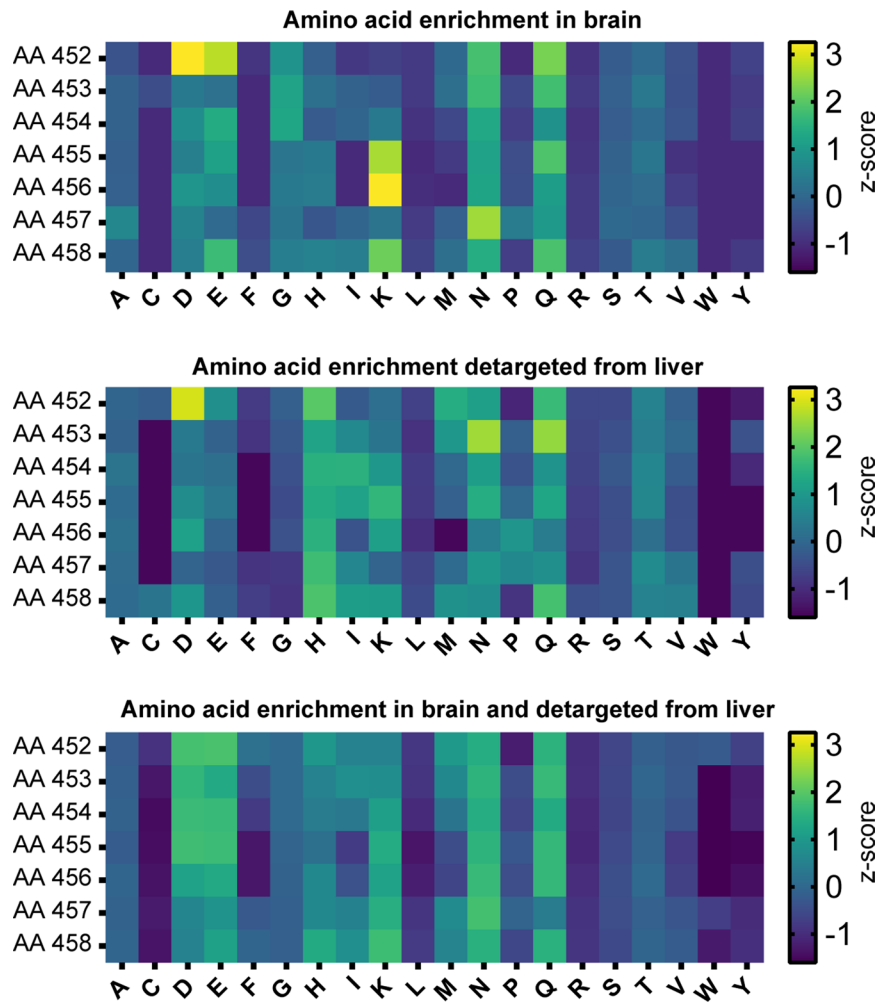 Amino acid enrichment in brain
AA 452
AA 453
AA 454
AA 455
AA 456
AA 457
AA 458
A C D E F G H I K L M N P Q R S T V W Y
3
2
1
0
-1
z-score
Amino acid enrichment detargeted from liver
AA 452
AA 453
AA 454
AA 455
AA 456
AA 457
AA 458
A C D E F G H I K L M N P Q R S T V W Y
3
2
1
0
-1
z-score
Amino acid enrichment in brain and detargeted from liver
AA 452
AA 453
AA 454
AA 455
AA 456
AA 457
AA 458
A C D E F G H I K L M N P Q R S T V W Y
3
2
1
0
-1
z-score